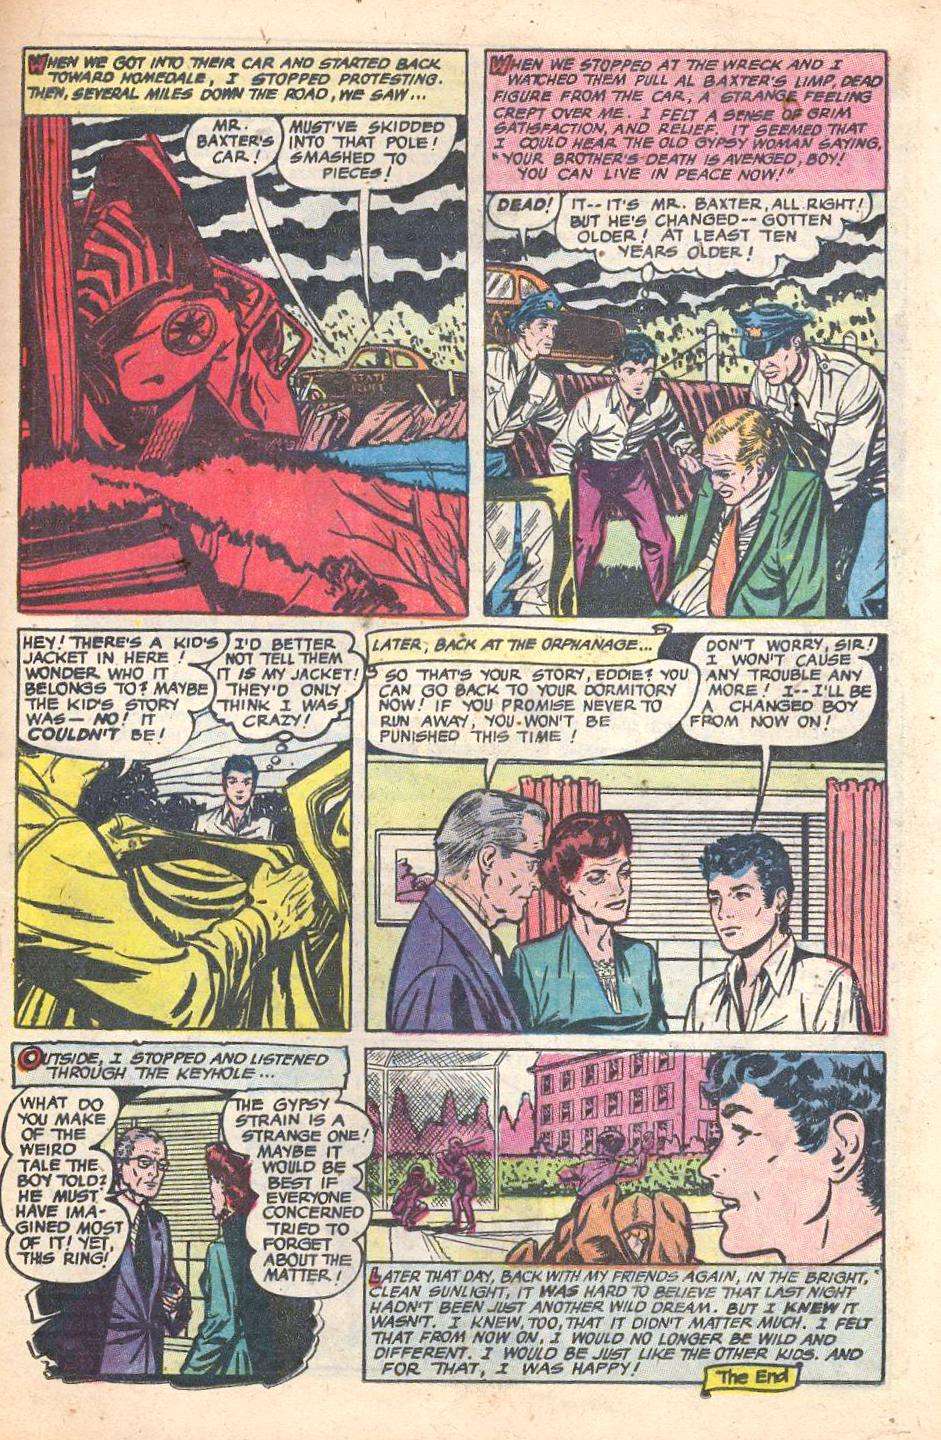 WHEN WE GOT INTO THEIR CAR AND STARTED BACK
TOWARD HOMEDALE, I STOPPED PROTESTING.
THEN, SEVERAL MILES DOWN THE ROAD, WE SAW...
MR.
BAXTER'S
CAR!
MUST'VE SKIDDED
INTO THAT POLE!
SMASHED TO
PIECES!
WHEN WE STOPPED AT THE WRECK AND I
WATCHED THEM PULL AL BAXTER'S LIMP, DEAD
FIGURE FROM THE CAR, A STRANGE FEELING
CREPT OVER ME. I FELT A SENSE OF GRIM
SATISFACTION, AND RELIEF. IT SEEMED THAT
I COULD HEAR THE OLD GYPSY WOMAN SAYING,
"YOUR BROTHER'S DEATH IS AVENGED, BOY!
YOU CAN LIVE IN PEACE NOW!"
DEAD!
IT-- IT'S MR. BAXTER, ALL RIGHT!
BUT HE'S CHANGED-- GOTTEN
OLDER! AT LEAST TEN
YEARS OLDER!
HEY! THERE'S A KID'S
JACKET IN HERE!
WONDER WHO IT
BELONGS TO? MAYBE
THE KID'S STORY
WAS-- NO! IT
COULDN'T BE!
I'D BETTER
NOT TELL THEM
IT IS MY JACKET!
THEY'D ONLY
THINK I WAS
CRAZY!
LATER, BACK AT THE ORPHANAGE...
SO THAT'S YOUR STORY, EDDIE? YOU
CAN GO BACK TO YOUR DORMITORY
NOW! IF YOU PROMISE NEVER TO
RUN AWAY, YOU WON'T BE
PUNISHED THIS TIME!
DON'T WORRY, SIR!
I WON'T CAUSE
ANY TROUBLE ANY
MORE! I-- I'LL BE
A CHANGED BOY
FROM NOW ON!
OUTSIDE, I STOPPED AND LISTENED
THROUGH THE KEYHOLE...
WHAT DO
YOU MAKE
OF THE
WEIRD
TALE THE
BOY TOLD?
HE MUST
HAVE IMA-
GINED MOST
OF IT! YET,
THIS RING!
THE GYPSY
STRAIN IS A
STRANGE ONE!
MAYBE IT
WOULD BE
BEST IF
EVERYONE
CONCERNED
TRIED TO
FORGET
ABOUT THE
MATTER!
LATER THAT DAY, BACK WITH MY FRIENDS AGAIN, IN THE BRIGHT,
CLEAN SUNLIGHT, IT WAS HARD TO BELIEVE THAT LAST NIGHT
HADN'T BEEN JUST ANOTHER WILD DREAM. BUT I KNEW IT
WASN'T. I KNEW, TOO, THAT IT DIDN'T MATTER MUCH. I FELT
THAT FROM NOW ON, I WOULD NO LONGER BE WILD AND
DIFFERENT. I WOULD BE JUST LIKE THE OTHER KIDS. AND
FOR THAT, I WAS HAPPY!
The End